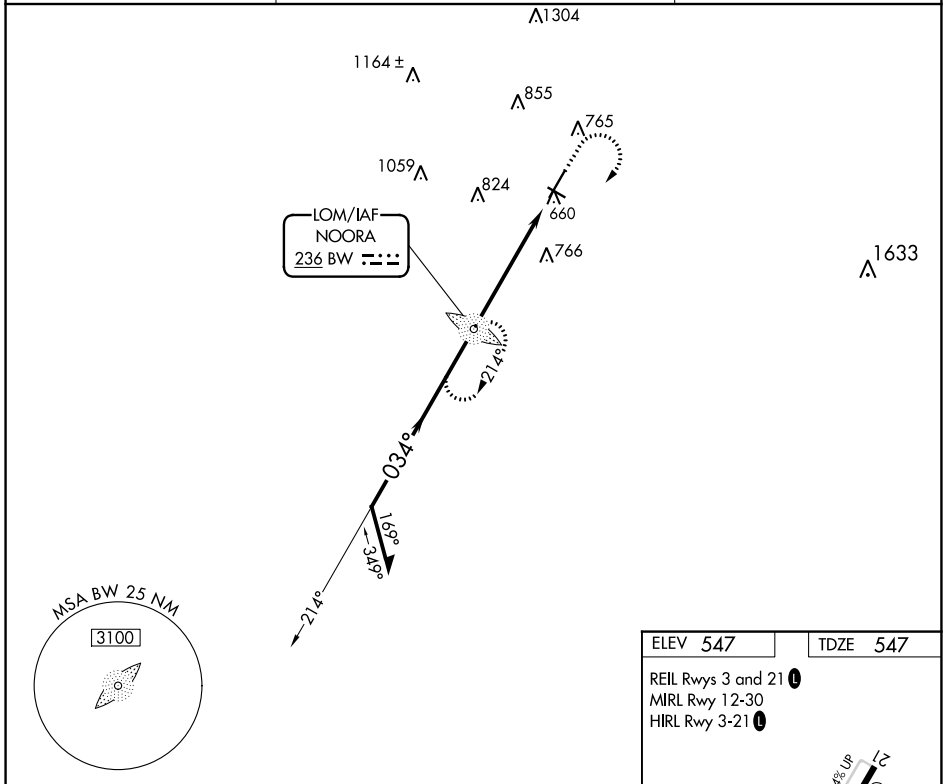 1304
1164 ±
855
765
1059
824
660
LOM/IAF
NOORA
236 BW
766
1633
214°
034°
169°
349°
214°
MSA BW 25 NM
3100
ELEV 547
TDZE 547
REIL Rwys 3 and 21 L
MIRL Rwy 12-30
HIRL Rwy 3-21 L
4% UP
21